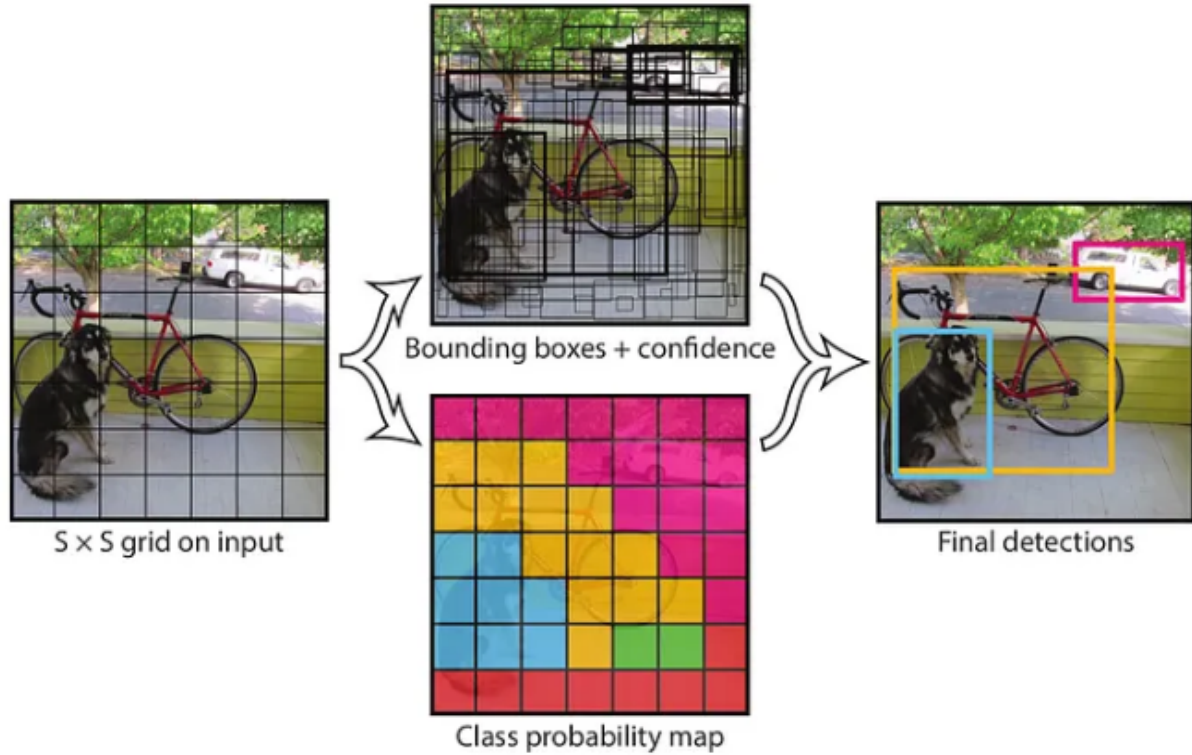 Bounding boxes + confidence
S × S grid on input
Final detections
Class probability map